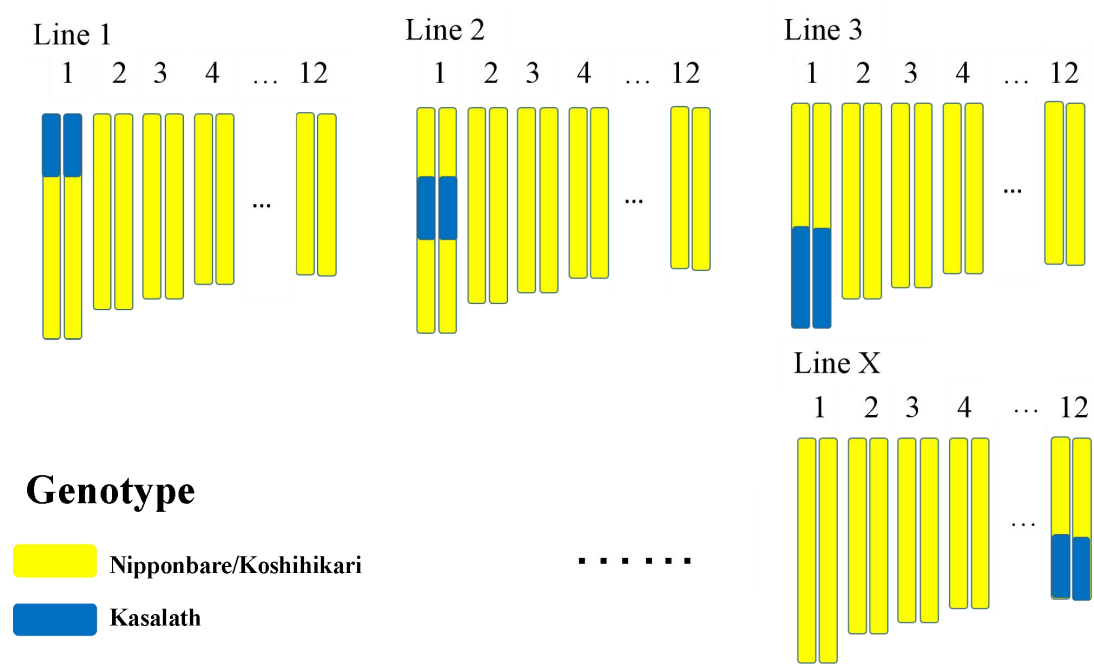 Line 1
1 2 3 4 … 12
...
Line 2
1 2 3 4 … 12
...
Line 3
1 2 3 4 … 12
...
Line X
1 2 3 4 … 12
...
Genotype
Nipponbare/Koshihikari
Kasalath
......